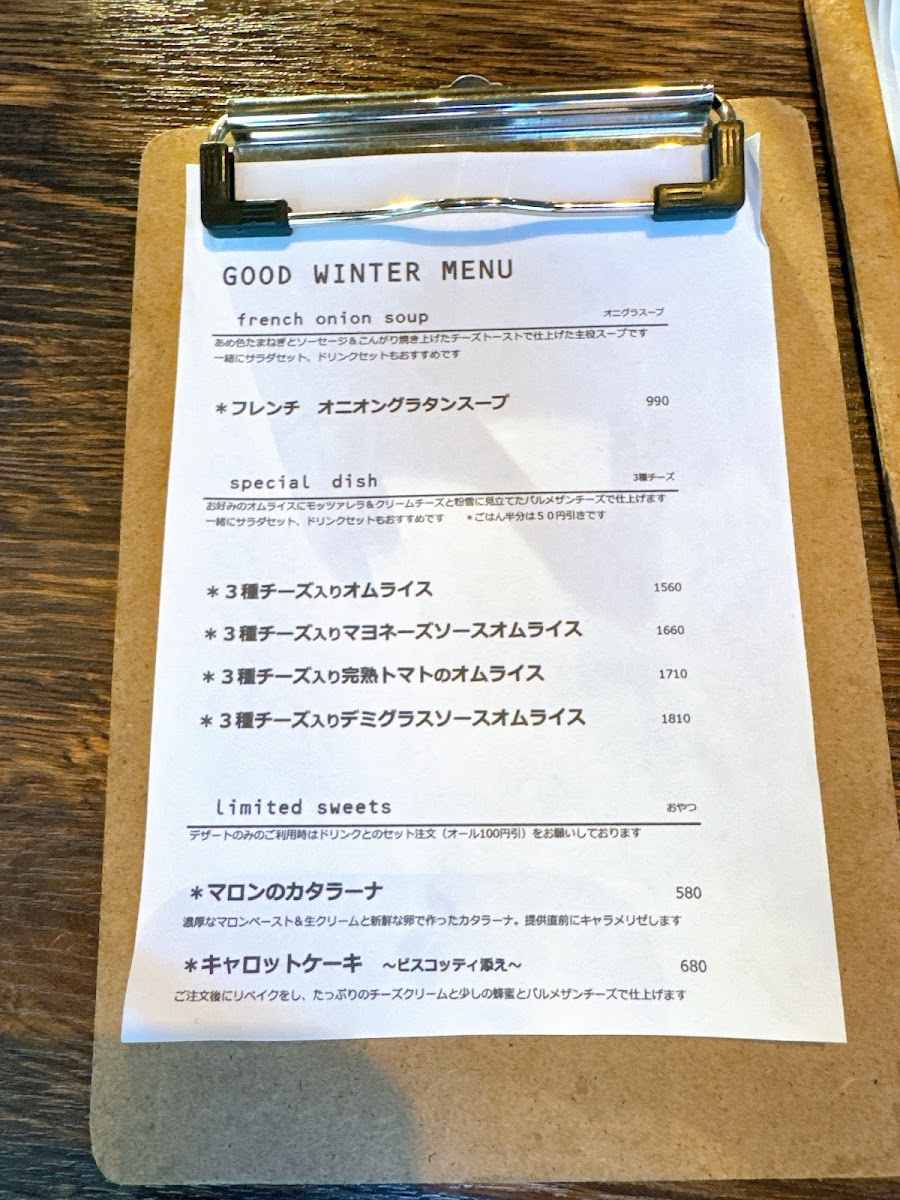 GOOD WINTER MENU
french onion soup オニグラスープ
あめ色たまねぎとソーセージ＆こんがり焼き上げたチーズトーストで仕上げた主役スープです
一緒にサラダセット、ドリンクセットもおすすめです
＊フレンチ　オニオングラタンスープ 990
special dish 3種チーズ
お好みのオムライスにモッツァレラ＆クリームチーズと粉雪に見立てたパルメザンチーズで仕上げます
一緒にサラダセット、ドリンクセットもおすすめです　＊ごはん半分は５０円引きです
＊３種チーズ入りオムライス 1560
＊３種チーズ入りマヨネーズソースオムライス 1660
＊３種チーズ入り完熟トマトのオムライス 1710
＊３種チーズ入りデミグラスソースオムライス 1810
limited sweets おやつ
デザートのみのご利用時はドリンクとのセット注文（オール100円引）をお願いしております
＊マロンのカタラーナ 580
濃厚なマロンペースト＆生クリームと新鮮な卵で作ったカタラーナ。提供直前にキャラメリゼします
＊キャロットケーキ　～ビスコッティ添え～ 680
ご注文後にリベイクをし、たっぷりのチーズクリームと少しの蜂蜜とパルメザンチーズで仕上げます